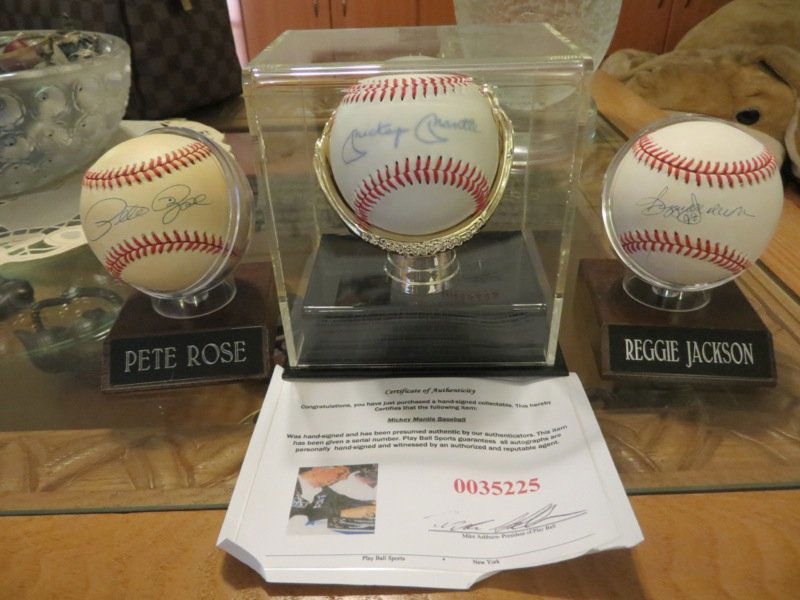 Mickey Mantle
Pete Rose
Reggie Jackson
PETE ROSE
REGGIE JACKSON
Certificate of Authenticity
Congratulations, you have just purchased a hand-signed collectable. This hereby
Certifies that the following item:
Mickey Mantle Baseball
Was hand-signed and has been presumed authentic by our authenticators. This item
has been given a serial number. Play Ball Sports guarantees all autographs are
personally hand-signed and witnessed by an authorized and reputable agent.
0035225
President of Play Ball
Play Ball Sports • New York